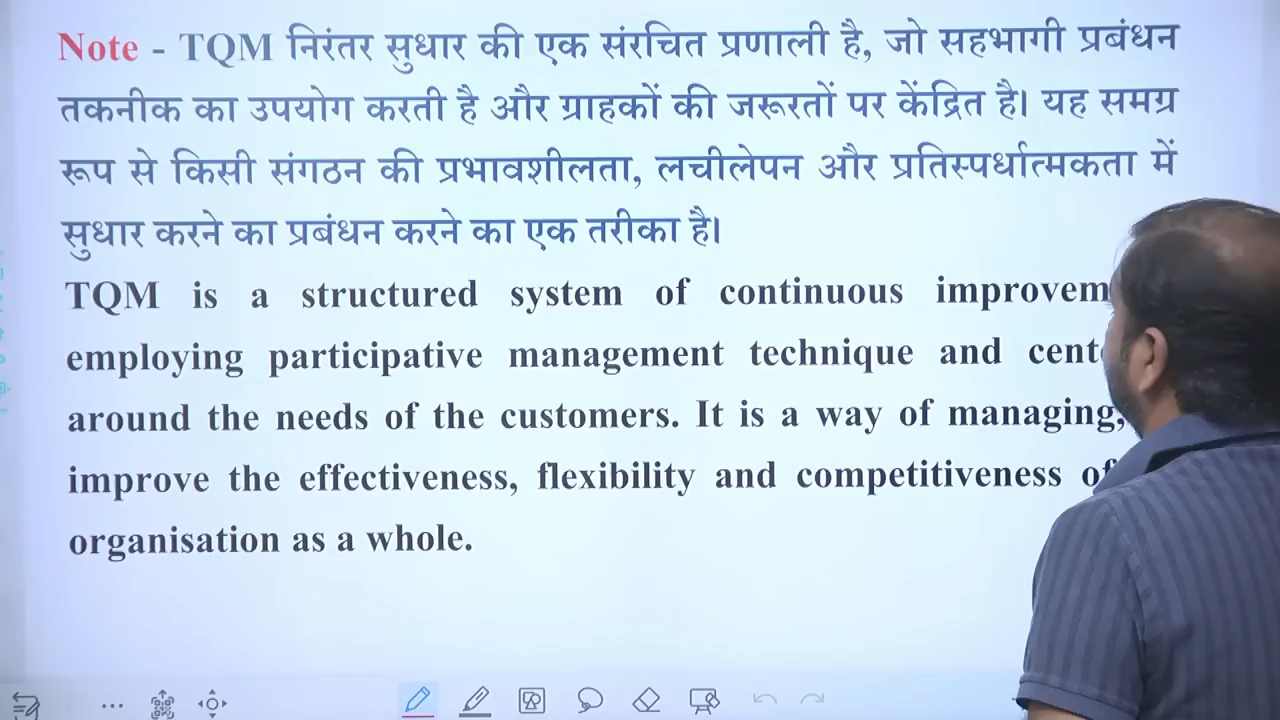 Note - TQM निरंतर सुधार की एक संरचित प्रणाली है, जो सहभागी प्रबंधन
तकनीक का उपयोग करती है और ग्राहकों की जरूरतों पर केंद्रित है। यह समग्र
रूप से किसी संगठन की प्रभावशीलता, लचीलेपन और प्रतिस्पर्धात्मकता में
सुधार करने का प्रबंधन करने का एक तरीका है।
TQM is a structured system of continuous
employing participative management technique and
around the needs of the customers. It is a way of managing,
improve the effectiveness, flexibility and competitiveness of
organisation as a whole.